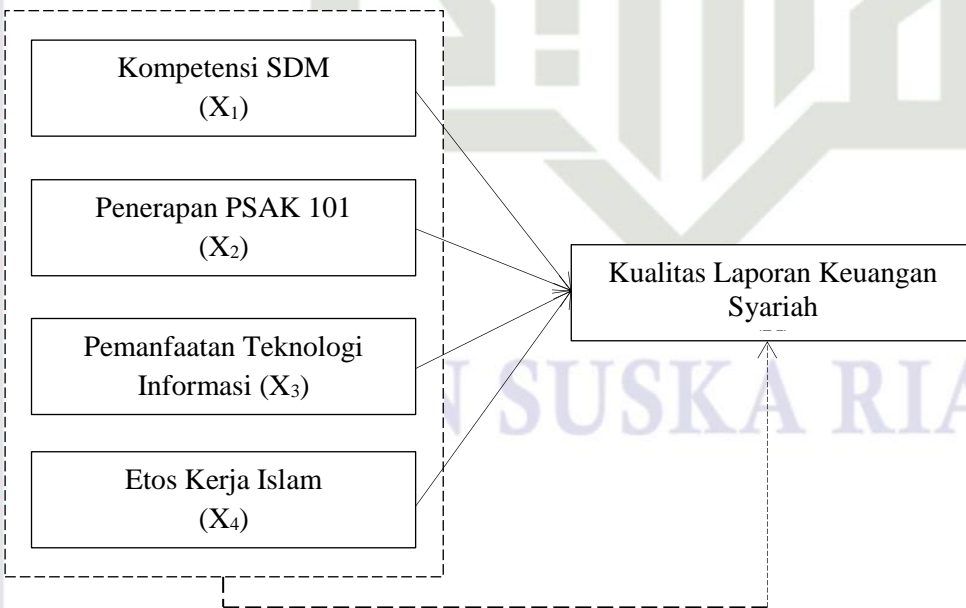 Kompetensi SDM
(X₁)
Penerapan PSAK 101
(X₂)
Pemanfaatan Teknologi
Informasi (X₃)
Etos Kerja Islam
(X₄)
Kualitas Laporan Keuangan
Syariah
SUSKA